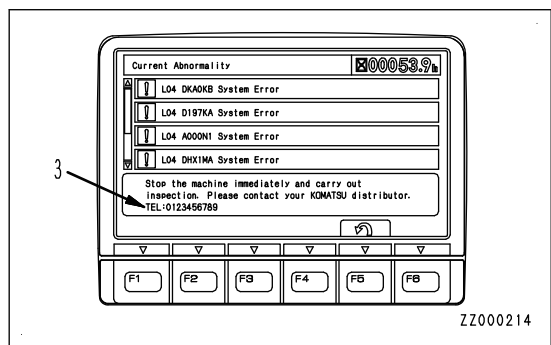 Current Abnormality 00053.9h
L04 DKA0KB System Error
L04 D197KA System Error
L04 A000N1 System Error
L04 DHX1MA System Error
3
Stop the machine immediately and carry out
inspection. Please contact your KOMATSU distributor.
TEL:0123456789
F1 F2 F3 F4 F5 F6
ZZ000214